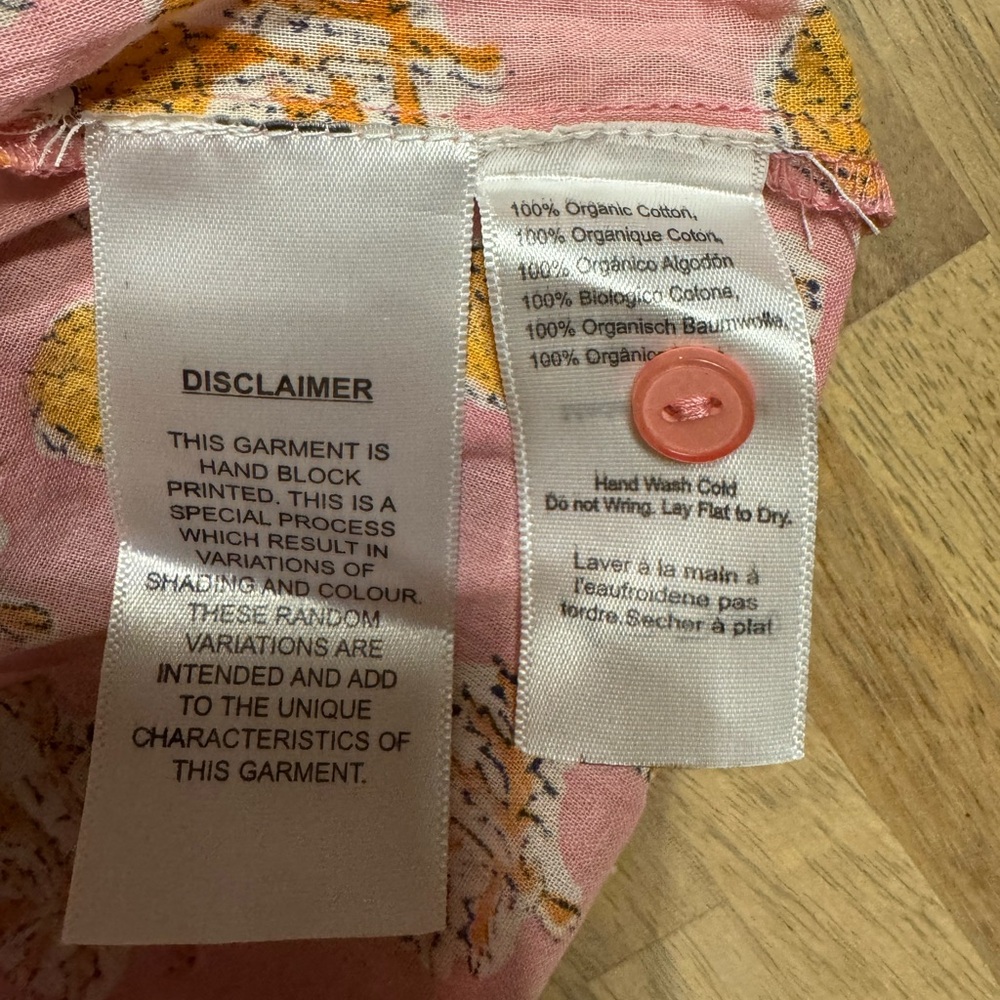 DISCLAIMER
THIS GARMENT IS
HAND BLOCK
PRINTED. THIS IS A
SPECIAL PROCESS
WHICH RESULT IN
VARIATIONS OF
SHADING AND COLOUR.
THESE RANDOM
VARIATIONS ARE
INTENDED AND ADD
TO THE UNIQUE
CHARACTERISTICS OF
THIS GARMENT.
100% Organic Cotton,
100% Organique Coton,
100% Orgánico Algodón
100% Biologico Cotone,
100% Organisch Baumwolle,
100% Orgânic
Hand Wash Cold
Do not Wring. Lay Flat to Dry.
Laver à la main à
l'eaufroidene pas
tordre.Secher à plat